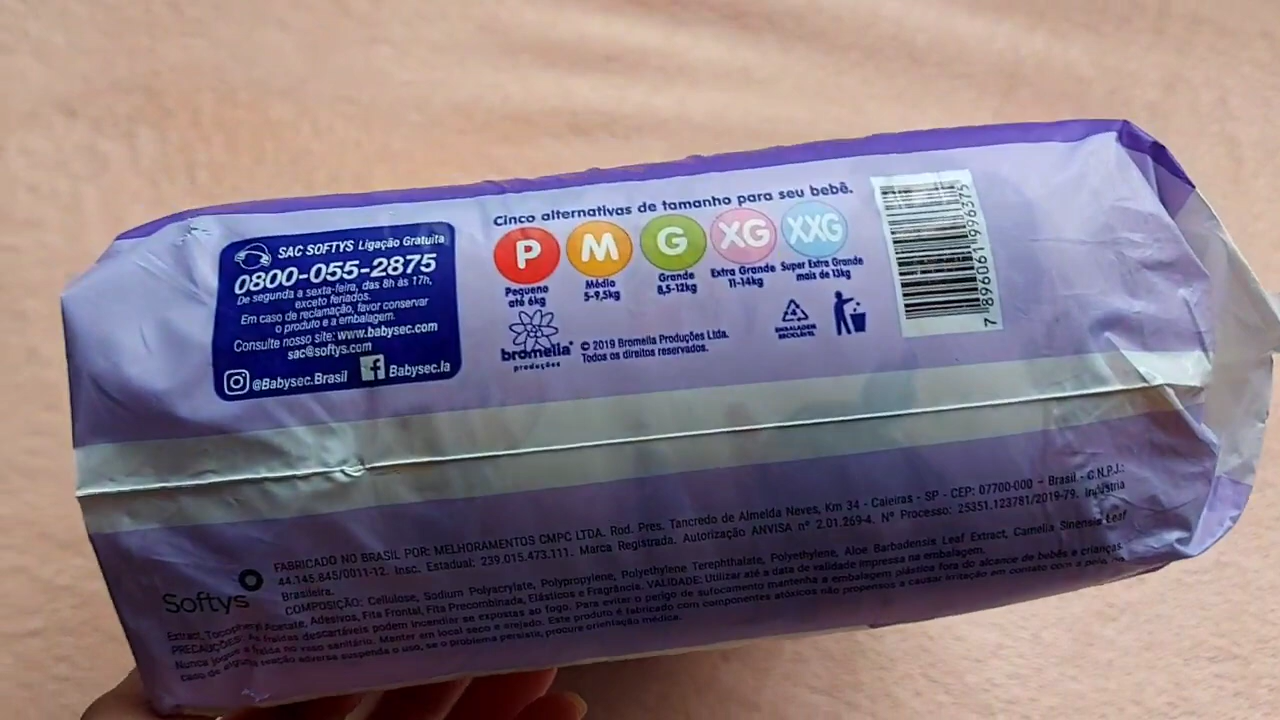 SAC SOFTYS Ligação Gratuita
0800-055-2875
De segunda a sexta-feira, das 8h às 17h,
exceto feriados.
Em caso de reclamação, favor conservar
o produto e a embalagem.
Consulte nosso site: www.babysec.com
sac@softys.com
@Babysec.Brasil
Babysec.la
Cinco alternativas de tamanho para seu bebê.
P
M
G
XG
XXG
Pequeno
até 6kg
Médio
5-9,5kg
Grande
8,5-12kg
Extra Grande
11-14kg
Super Extra Grande
mais de 13kg
bromelia
produções
© 2019 Bromelia Produções Ltda.
Todos os direitos reservados.
4
EMBALAGEM
RECICLÁVEL
7 896061 996375
Softys
FABRICADO NO BRASIL POR: MELHORAMENTOS CMPC LTDA. Rod. Pres. Tancredo de Almeida Neves, Km 34 - Caieiras - SP - CEP: 07700-000 – Brasil - C.N.P.J.:
44.145.845/0011-12. Insc. Estadual: 239.015.473.111. Marca Registrada. Autorização ANVISA nº 2.01.269-4. Nº Processo: 25351.123781/2019-79. Indústria
Brasileira.
COMPOSIÇÃO: Cellulose, Sodium Polyacrylate, Polypropylene, Polyethylene Terephthalate, Polyethylene, Aloe Barbadensis Leaf Extract, Camelia Sinensis Leaf
Extract, Tocopheryl Acetate, Adesivos, Fita Frontal, Fita Precombinada, Elásticos e Fragrância. VALIDADE: Utilizar até a data de validade impressa na embalagem.
PRECAUÇÕES: As fraldas descartáveis podem incendiar se expostas ao fogo. Para evitar o perigo de sufocamento mantenha a embalagem plástica fora do alcance de bebês e crianças.
Nunca jogue a fralda no vaso sanitário. Manter em local seco e arejado. Este produto é fabricado com componentes atóxicos não propensos a causar irritação em contato com a pele, no
caso de alguma reação adversa suspenda o uso, se o problema persistir, procure orientação médica.